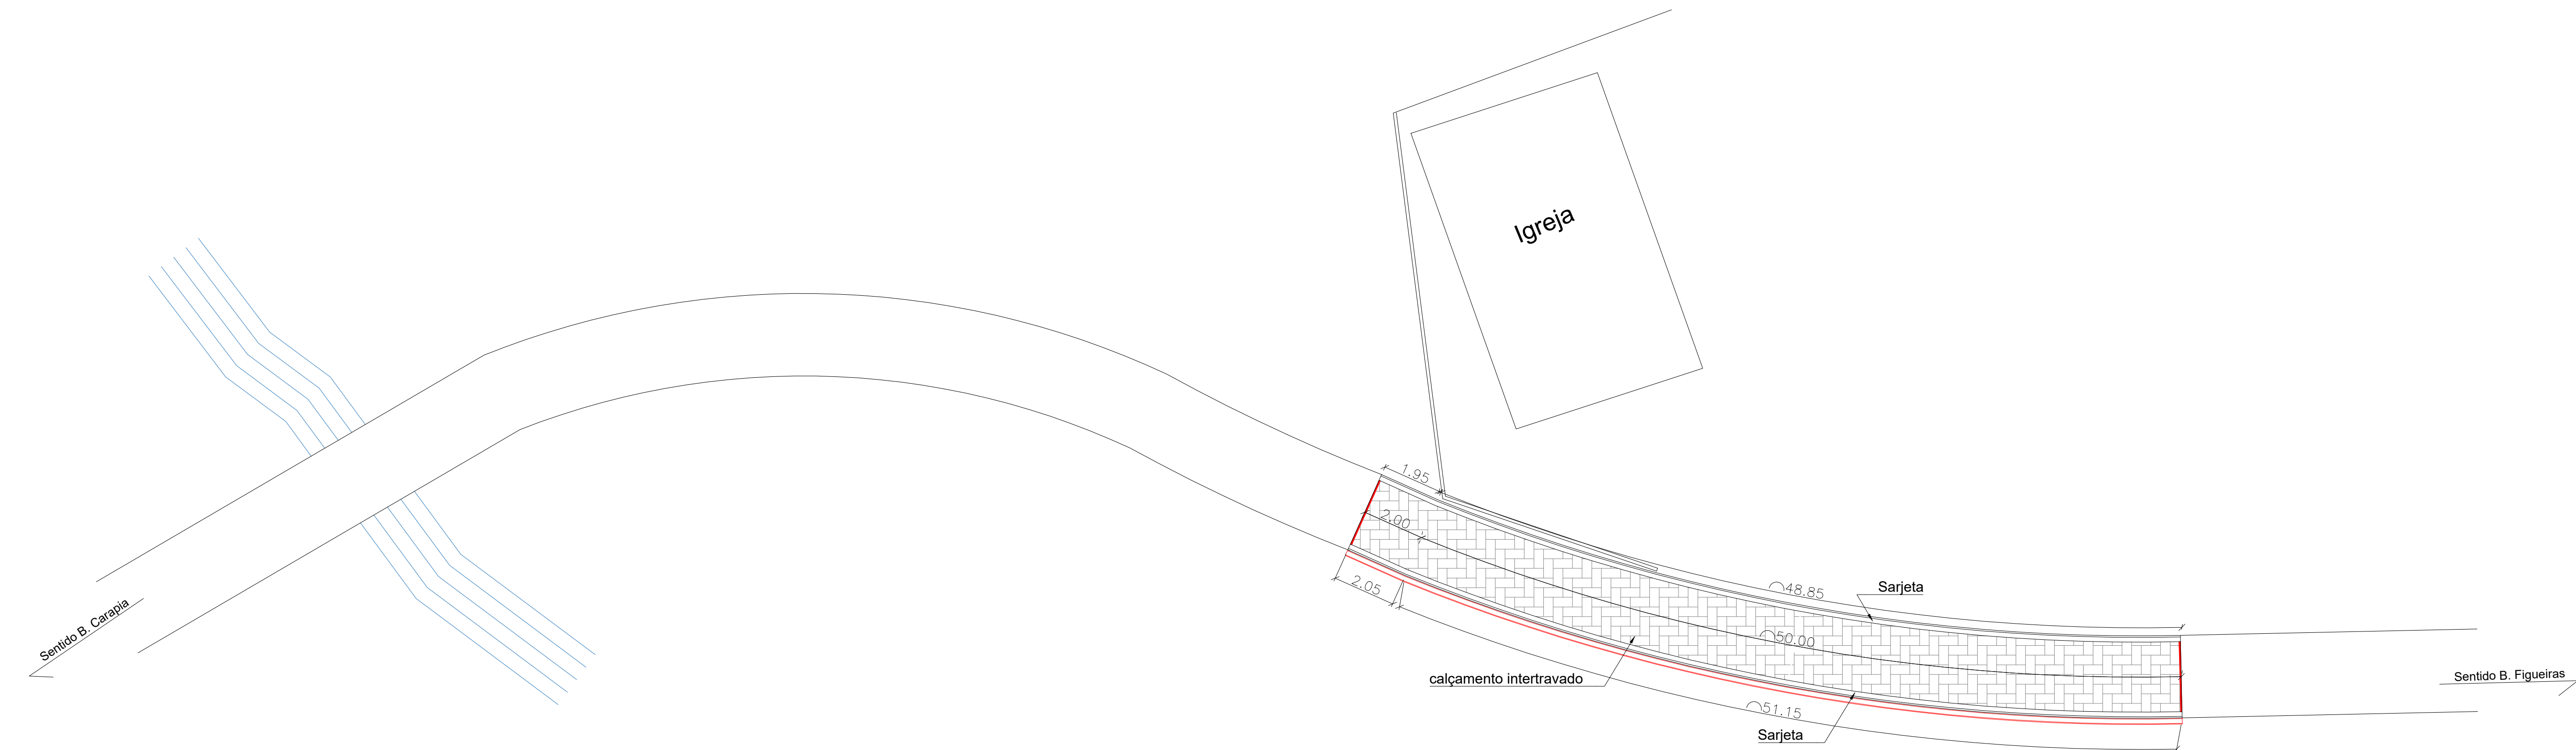 Igreja
Sentido B. Carapia
1.95
2.00
2.05
48.85
Sarjeta
50.00
calçamento intertravado
51.15
Sarjeta
Sentido B. Figueiras